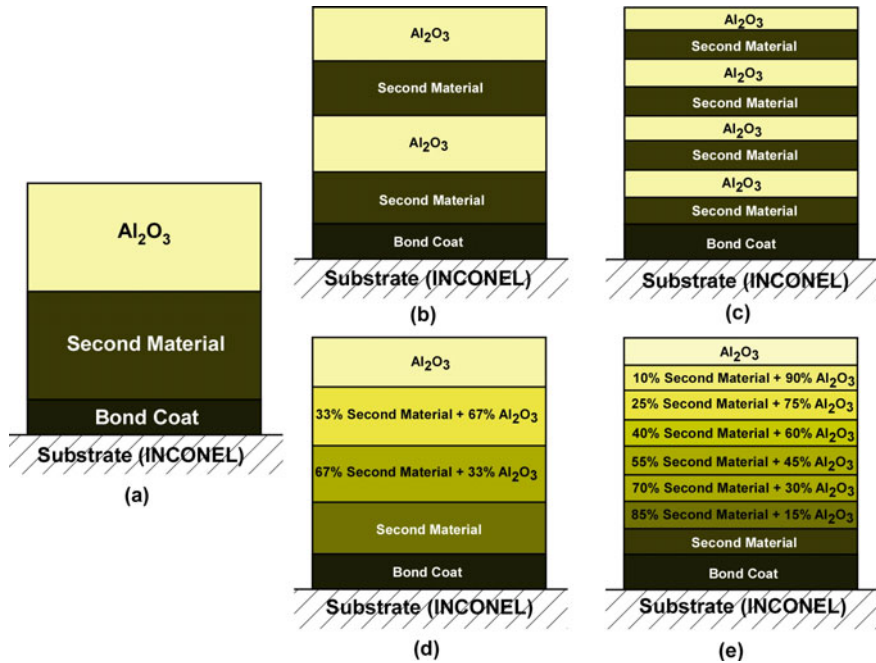 Al₂O₃
Second Material
Bond Coat
Substrate (INCONEL)
(a)
Al₂O₃
Second Material
Al₂O₃
Second Material
Bond Coat
Substrate (INCONEL)
(b)
Al₂O₃
Second Material
Al₂O₃
Second Material
Al₂O₃
Second Material
Al₂O₃
Second Material
Bond Coat
Substrate (INCONEL)
(c)
Al₂O₃
33% Second Material + 67% Al₂O₃
67% Second Material + 33% Al₂O₃
Second Material
Bond Coat
Substrate (INCONEL)
(d)
Al₂O₃
10% Second Material + 90% Al₂O₃
25% Second Material + 75% Al₂O₃
40% Second Material + 60% Al₂O₃
55% Second Material + 45% Al₂O₃
70% Second Material + 30% Al₂O₃
85% Second Material + 15% Al₂O₃
Second Material
Bond Coat
Substrate (INCONEL)
(e)